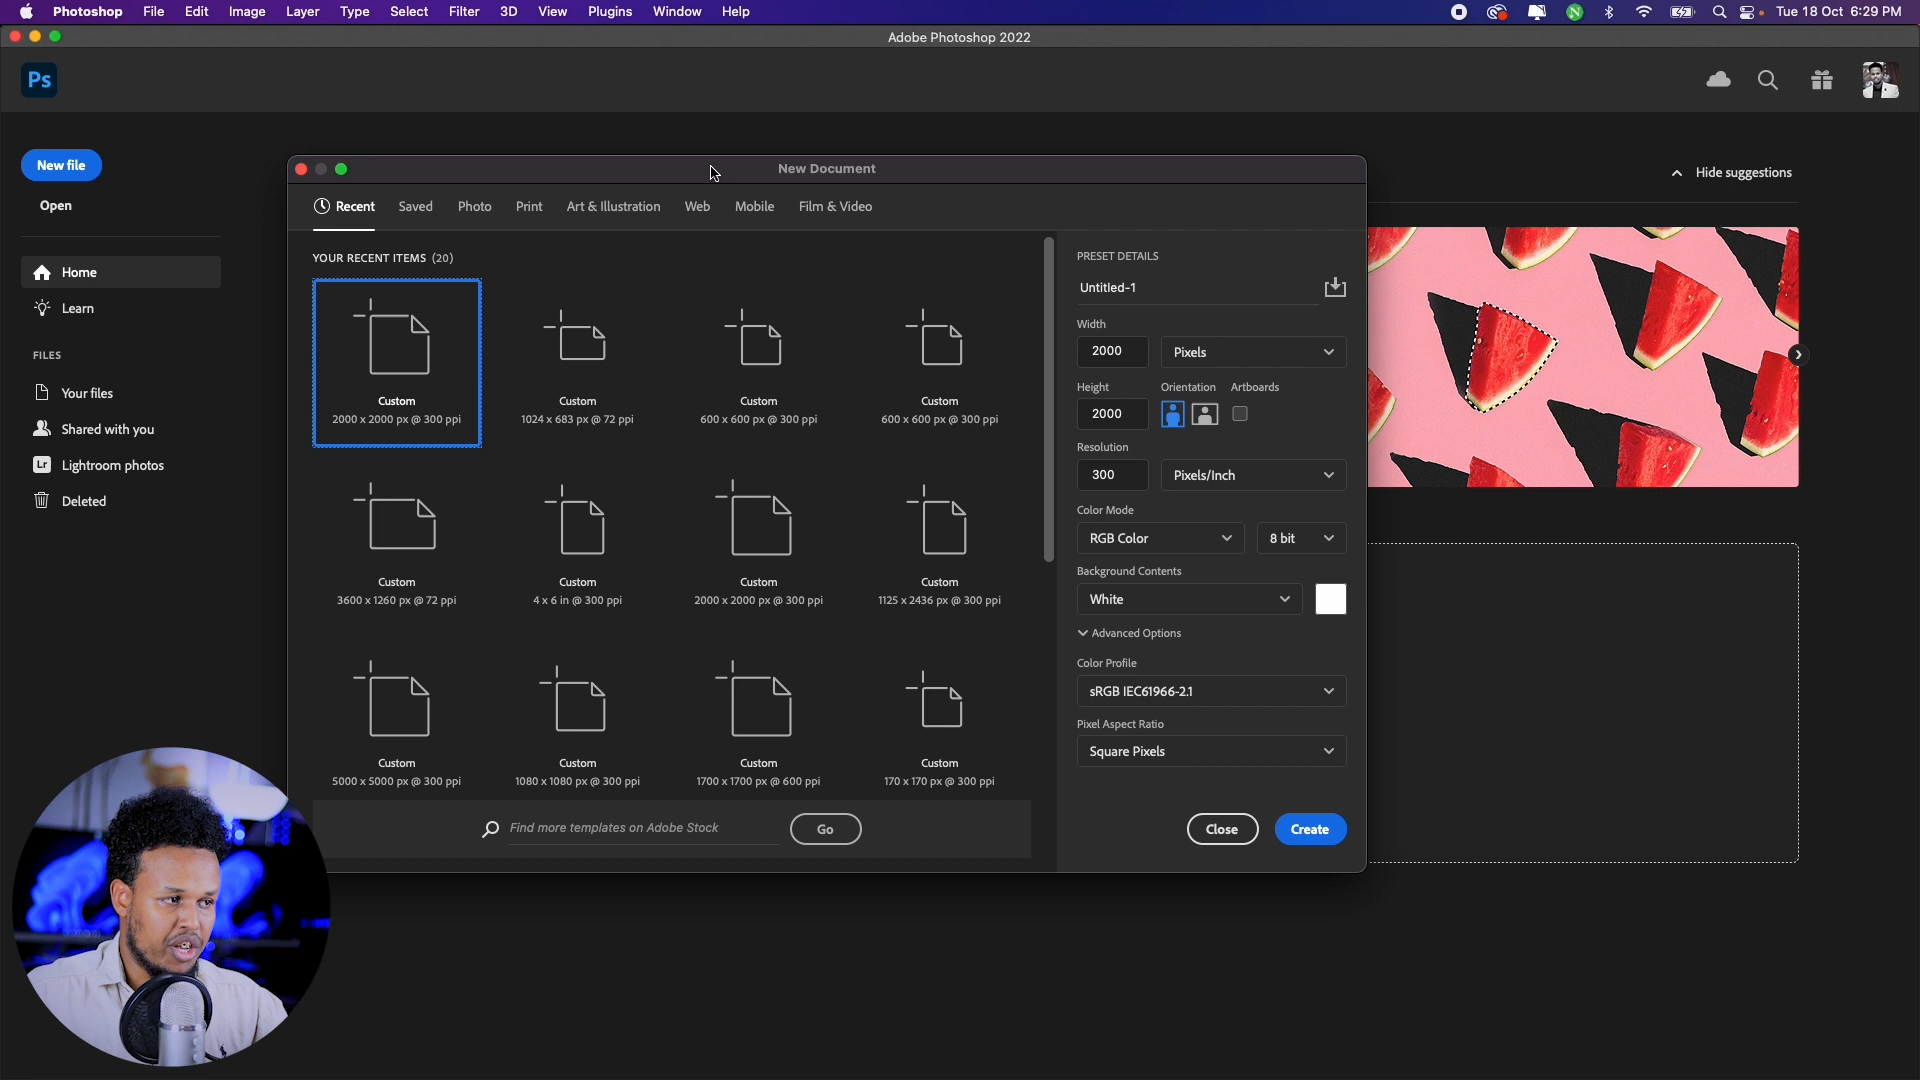 Photoshop File Edit Image Layer Type Select Filter 3D View Plugins Window Help
N
Tue 18 Oct 6:29 PM
Adobe Photoshop 2022
Ps
New file
Open
Home
Learn
FILES
Your files
Shared with you
Lr Lightroom photos
Deleted
Hide suggestions
New Document
Recent Saved Photo Print Art & Illustration Web Mobile Film & Video
YOUR RECENT ITEMS (20)
Custom Custom Custom Custom
2000 x 2000 px @ 300 ppi 1024 x 683 px @ 72 ppi 600 x 600 px @ 300 ppi 600 x 600 px @ 300 ppi
Custom Custom Custom Custom
3600 x 1260 px @ 72 ppi 4 x 6 in @ 300 ppi 2000 x 2000 px @ 300 ppi 1125 x 2436 px @ 300 ppi
Custom Custom Custom Custom
5000 x 5000 px @ 300 ppi 1080 x 1080 px @ 300 ppi 1700 x 1700 px @ 600 ppi 170 x 170 px @ 300 ppi
Find more templates on Adobe Stock Go
PRESET DETAILS
Untitled-1
Width
2000 Pixels
Height Orientation Artboards
2000
Resolution
300 Pixels/Inch
Color Mode
RGB Color 8 bit
Background Contents
White
Advanced Options
Color Profile
sRGB IEC61966-2.1
Pixel Aspect Ratio
Square Pixels
Close Create